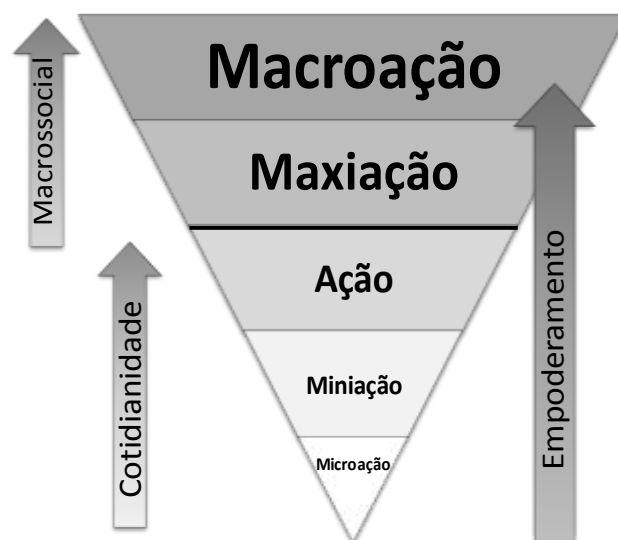 Macroação
Maxiação
Ação
Miniação
Microação
Macrossocial
Cotidianidade
Empoderamento